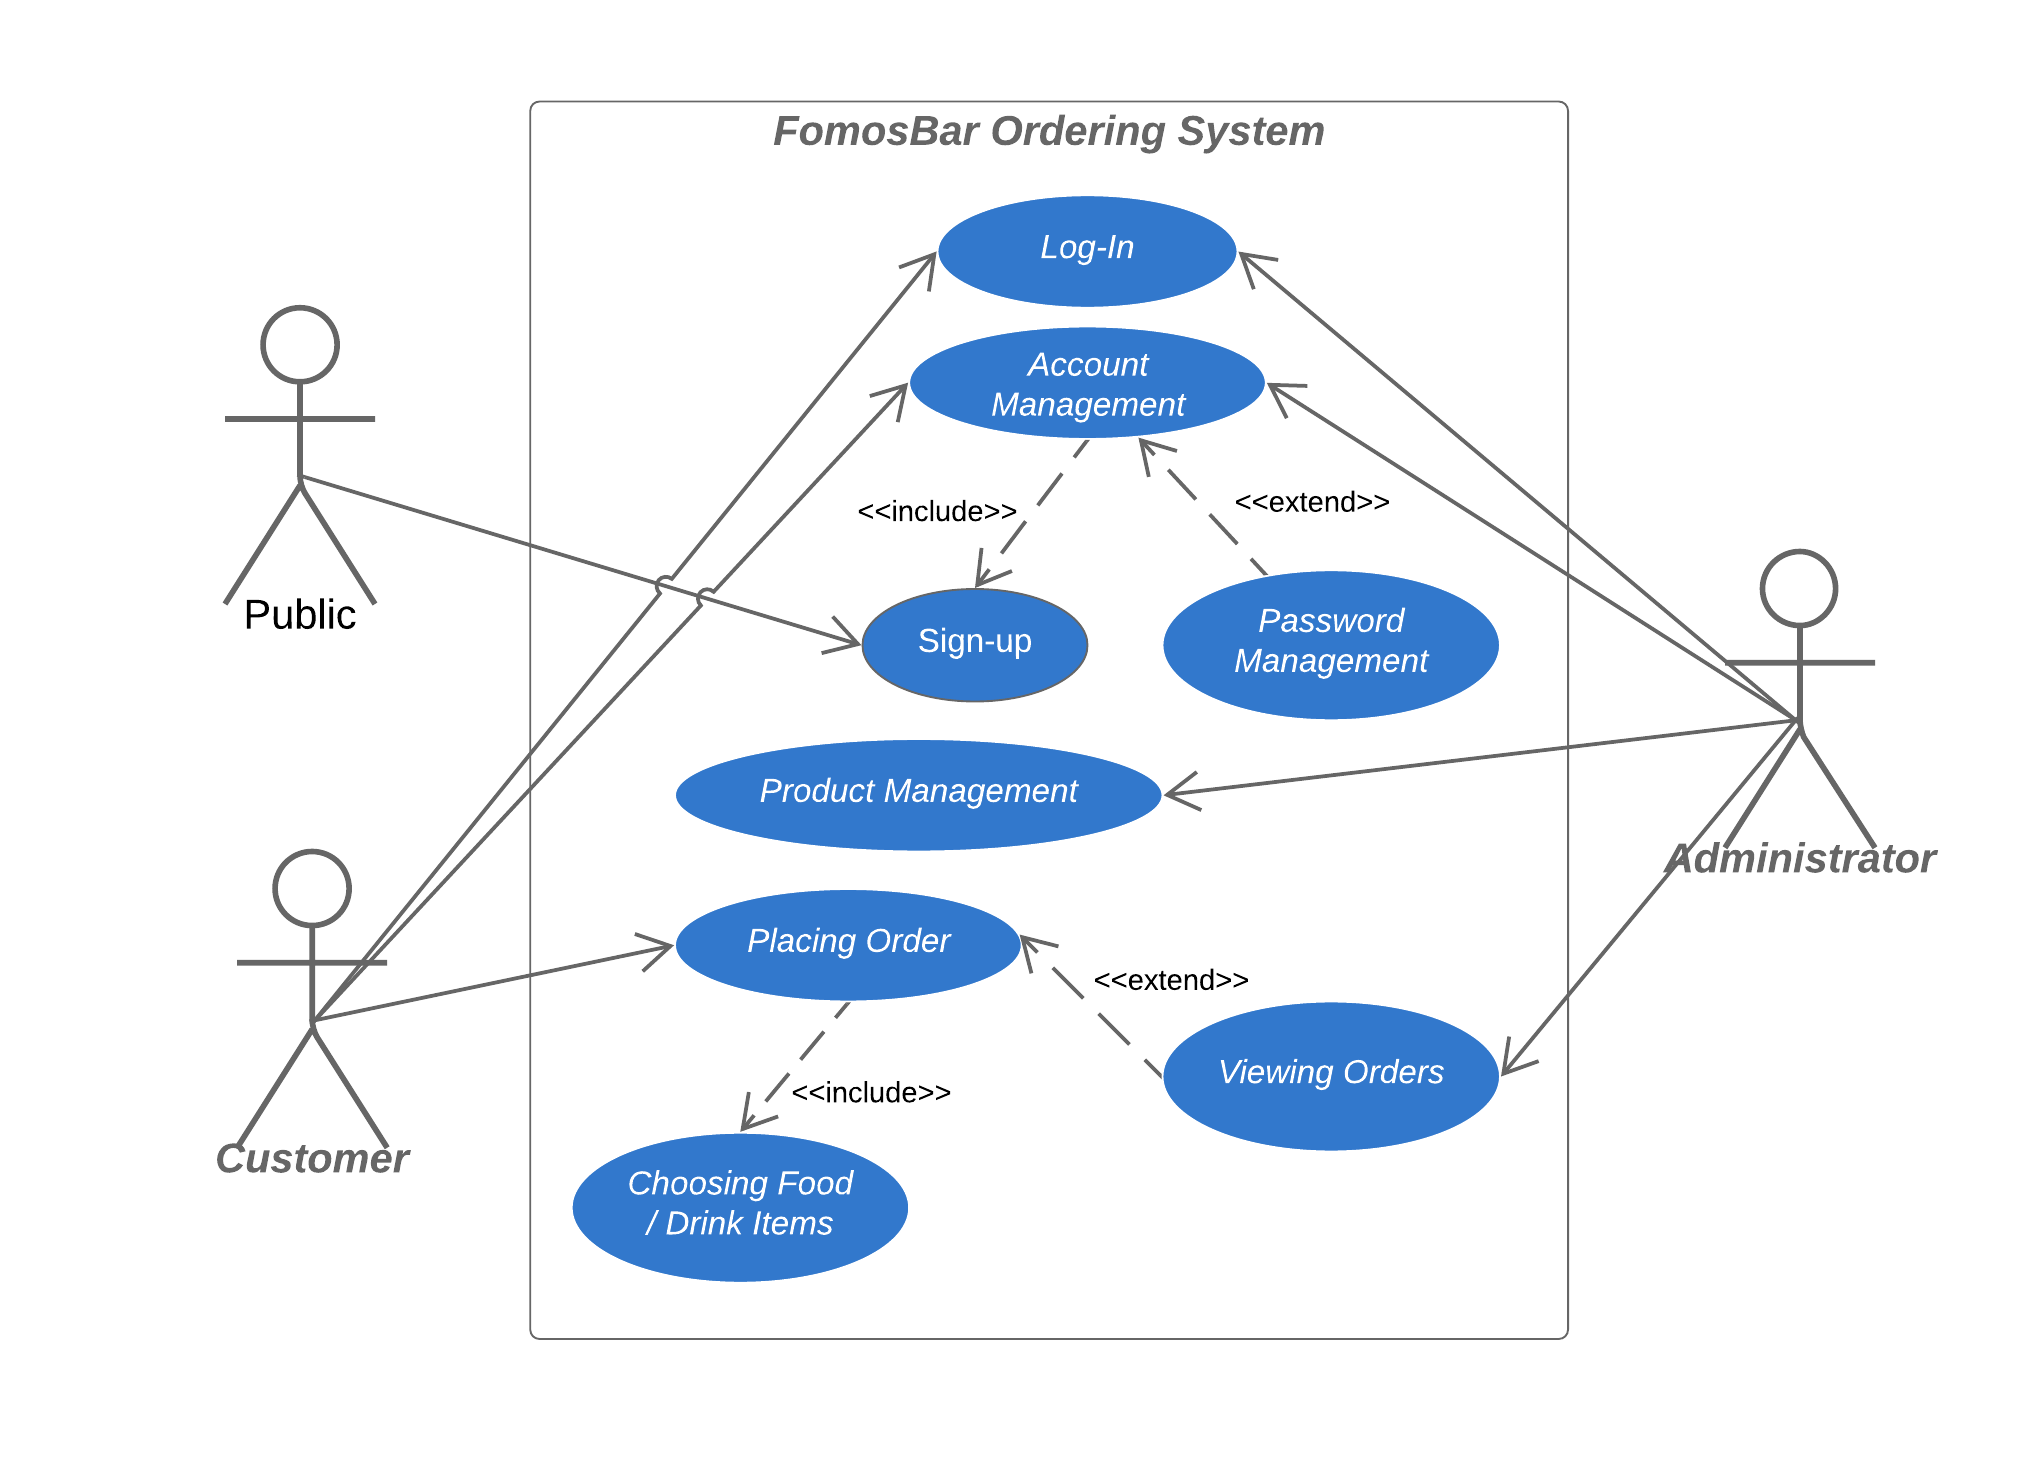 FomosBar Ordering System
Log-In
Account
Management
<<include>>
<<extend>>
Public
Sign-up
Password
Management
Product Management
Administrator
Placing Order
<<extend>>
Viewing Orders
<<include>>
Customer
Choosing Food
/ Drink Items